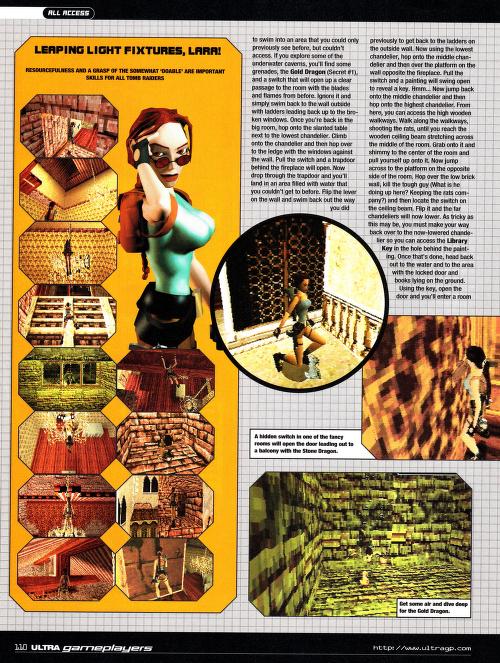 ALL ACCESS
LEAPING LIGHT FIXTURES, LARA!
RESOURCEFULNESS AND A GRASP OF THE SOMEWHAT 'DOABLE' ARE IMPORTANT
SKILLS FOR ALL TOMB RAIDERS
to swim into an area that you could only
previously see before, but couldn't
access. If you explore some of the
underwater caverns, you'll find some
grenades, the Gold Dragon (Secret #1),
and a switch that will open up a clear
passage to the room with the blades
and flames from before. Ignore it and
simply swim back to the wall outside
with ladders leading back up to the bro-
ken windows. Once you're back in the
big room, hop onto the slanted table
next to the lowest chandelier. Climb
onto the chandelier and then hop over
to the ledge with the windows against
the wall. Pull the switch and a trapdoor
behind the fireplace will open. Now
drop through the trapdoor and you'll
land in an area filled with water that
you couldn't get to before. Flip the lever
on the wall and swim back out the way
you did
previously to get back to the ladders on
the outside wall. Now using the lowest
chandelier, hop onto the middle chan-
delier and then over the platform on the
wall opposite the fireplace. Pull the
switch and a painting will swing open
to reveal a key. Hmm... Now jump back
onto the middle chandelier and then
hop onto the highest chandelier. From
here, you can access the high wooden
walkways. Walk along the walkways,
shooting the rats, until you reach the
wooden ceiling beam stretching across
the middle of the room. Grab onto it and
shimmy to the center of the room and
pull yourself up onto it. Now jump
across to the platform on the opposite
side of the room. Hop over the low brick
wall, kill the tough guy (What is he
doing up here? Keeping the rats com-
pany?) and then locate the switch on
the ceiling beam. Flip it and the far
chandeliers will now lower. As tricky as
this may be, you must make your way
back over to the now-lowered chande-
lier so you can access the Library
Key in the hole behind the paint-
ing. Once that's done, head back
out to the water and to the area
with the locked door and
books lying on the ground.
Using the key, open the
door and you'll enter a room
A hidden switch in one of the fancy
rooms will open the door leading out to
a balcony with the Stone Dragon.
Get some air and dive deep
for the Gold Dragon.
110 ULTRA gameplayers
http://www.ultragp.com